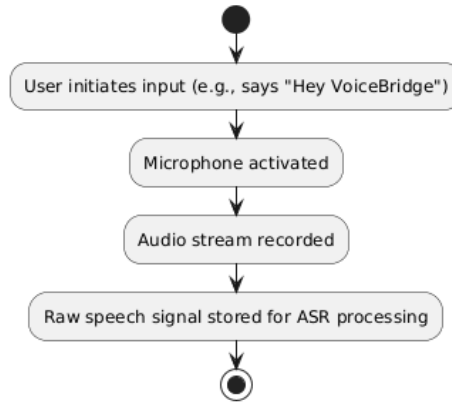 User initiates input (e.g., says "Hey VoiceBridge")
Microphone activated
Audio stream recorded
Raw speech signal stored for ASR processing